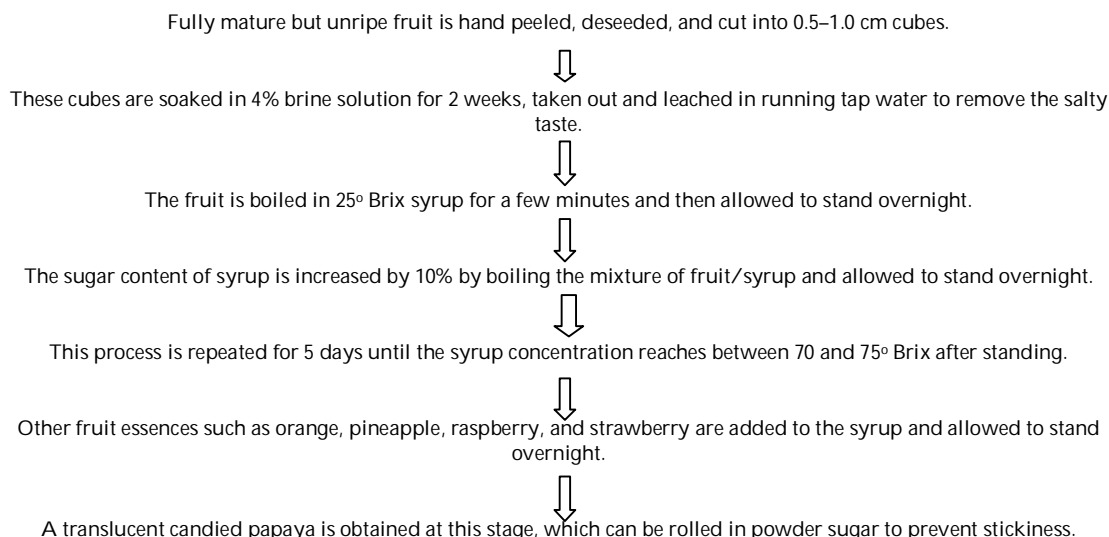 Fully mature but unripe fruit is hand peeled, deseeded, and cut into 0.5–1.0 cm cubes.
These cubes are soaked in 4% brine solution for 2 weeks, taken out and leached in running tap water to remove the salty
taste.
The fruit is boiled in 25° Brix syrup for a few minutes and then allowed to stand overnight.
The sugar content of syrup is increased by 10% by boiling the mixture of fruit/syrup and allowed to stand overnight.
This process is repeated for 5 days until the syrup concentration reaches between 70 and 75° Brix after standing.
Other fruit essences such as orange, pineapple, raspberry, and strawberry are added to the syrup and allowed to stand
overnight.
A translucent candied papaya is obtained at this stage, which can be rolled in powder sugar to prevent stickiness.